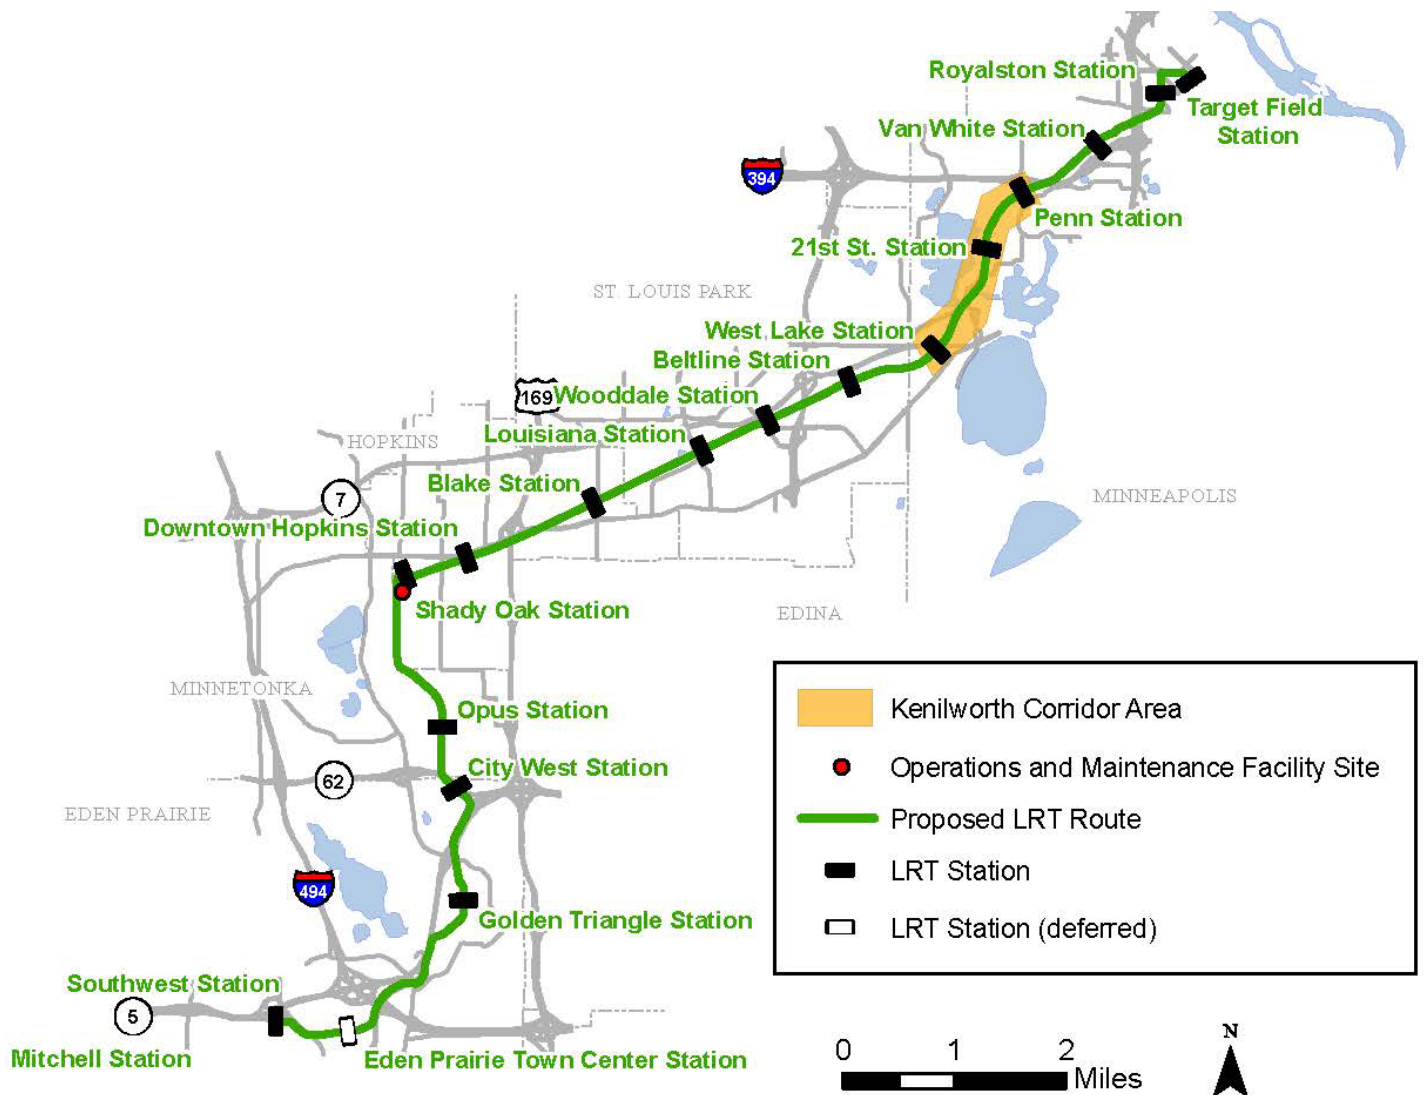 Royalston Station
Target Field
Station
Van White Station
394
Penn Station
21st St. Station
ST. LOUIS PARK
West Lake Station
Beltline Station
169
Wooddale Station
HOPKINS
Louisiana Station
Blake Station
7
MINNEAPOLIS
Downtown Hopkins Station
Shady Oak Station
EDINA
MINNETONKA
Opus Station
City West Station
62
EDEN PRAIRIE
494
Golden Triangle Station
Southwest Station
5
Mitchell Station
Eden Prairie Town Center Station
Kenilworth Corridor Area
Operations and Maintenance Facility Site
Proposed LRT Route
LRT Station
LRT Station (deferred)
N
0 1 2
Miles